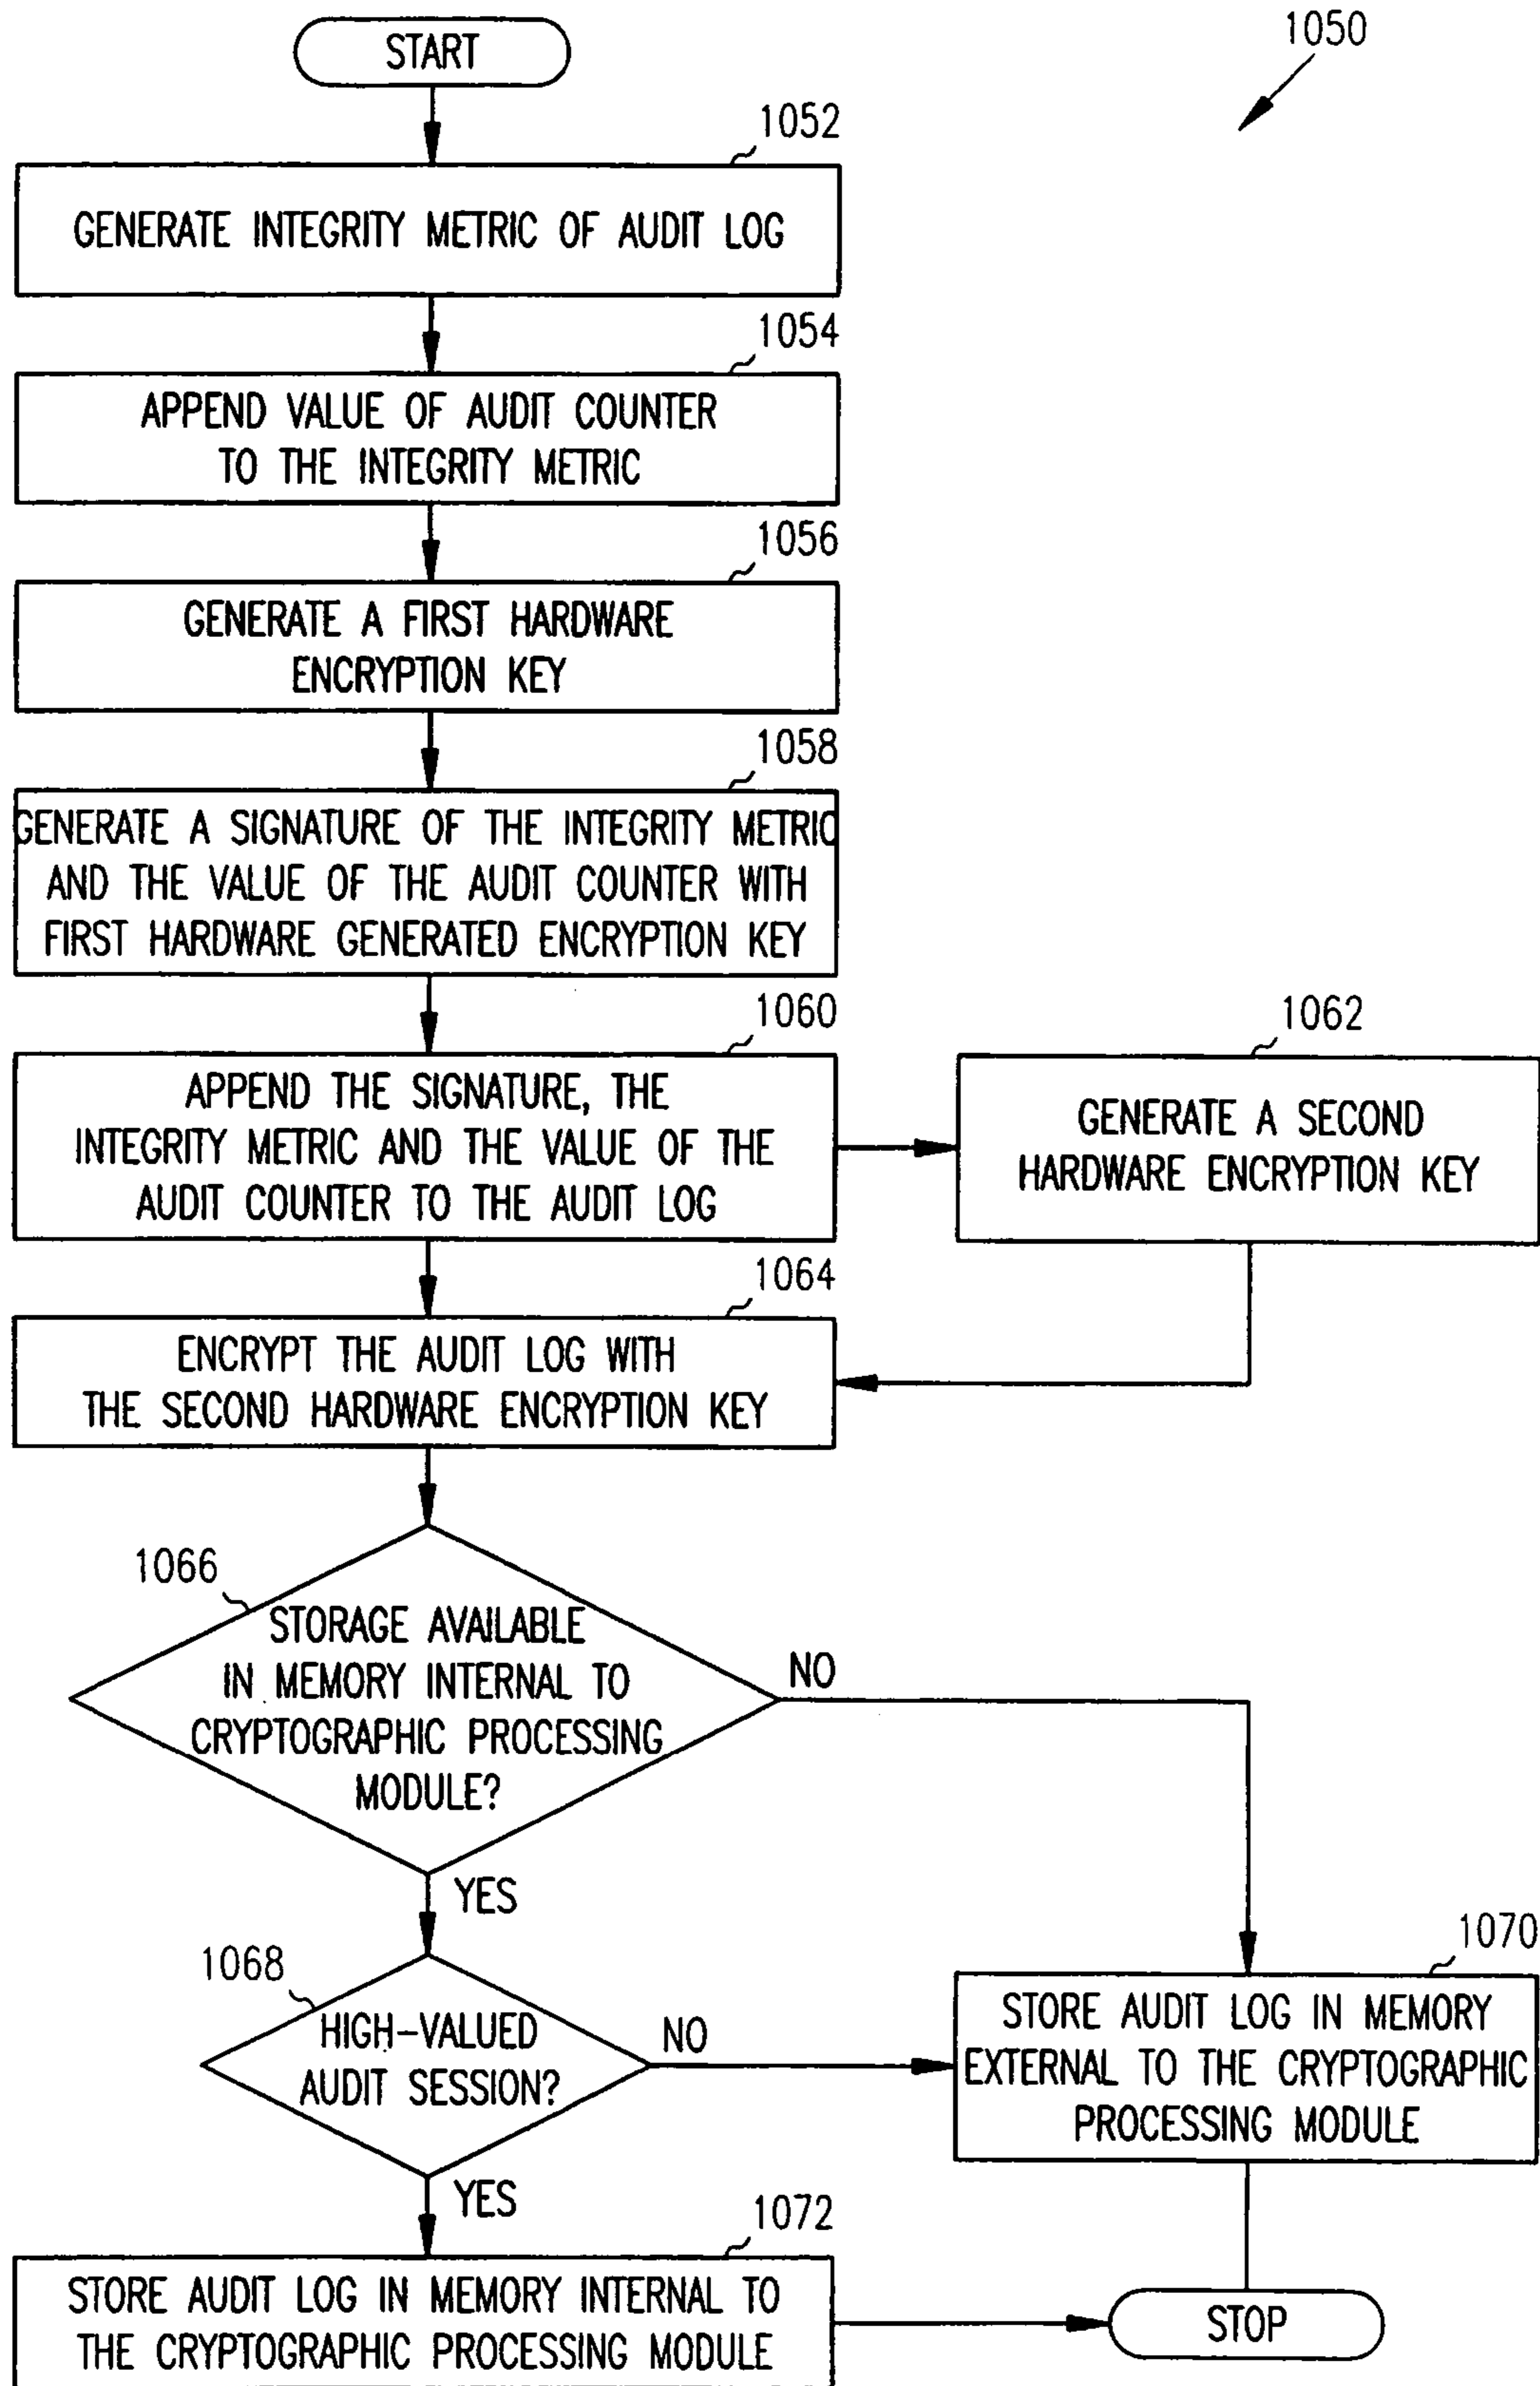 START
1050
1052
GENERATE INTEGRITY METRIC OF AUDIT LOG
1054
APPEND VALUE OF AUDIT COUNTER
TO THE INTEGRITY METRIC
1056
GENERATE A FIRST HARDWARE
ENCRYPTION KEY
1058
GENERATE A SIGNATURE OF THE INTEGRITY METRIC
AND THE VALUE OF THE AUDIT COUNTER WITH
FIRST HARDWARE GENERATED ENCRYPTION KEY
1060
APPEND THE SIGNATURE, THE
INTEGRITY METRIC AND THE VALUE OF THE
AUDIT COUNTER TO THE AUDIT LOG
1062
GENERATE A SECOND
HARDWARE ENCRYPTION KEY
1064
ENCRYPT THE AUDIT LOG WITH
THE SECOND HARDWARE ENCRYPTION KEY
1066
STORAGE AVAILABLE
IN MEMORY INTERNAL TO
CRYPTOGRAPHIC PROCESSING
MODULE?
NO
YES
1068
HIGH-VALUED
AUDIT SESSION?
NO
YES
1070
STORE AUDIT LOG IN MEMORY
EXTERNAL TO THE CRYPTOGRAPHIC
PROCESSING MODULE
1072
STORE AUDIT LOG IN MEMORY INTERNAL TO
THE CRYPTOGRAPHIC PROCESSING MODULE
STOP